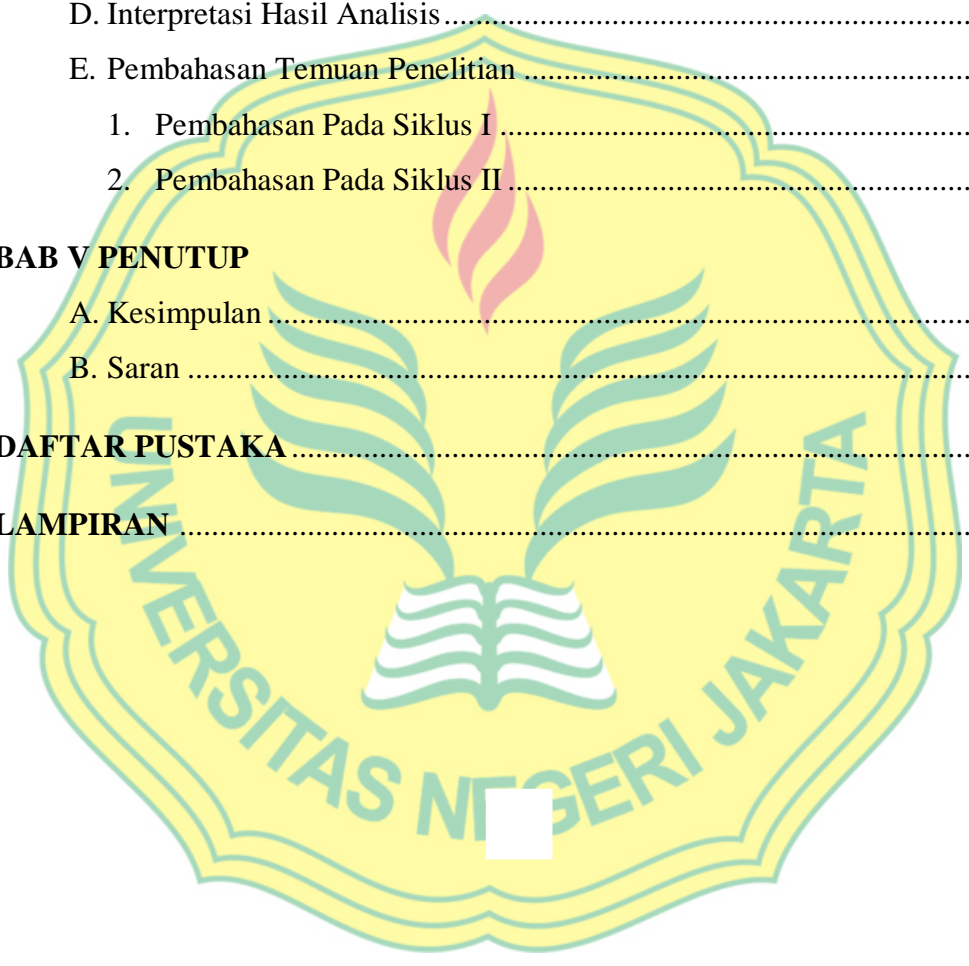 D. Interpretasi Hasil Analisis ........................................................................
E. Pembahasan Temuan Penelitian ........................................................................
1. Pembahasan Pada Siklus I ........................................................................
2. Pembahasan Pada Siklus II ........................................................................
BAB V PENUTUP
A. Kesimpulan ........................................................................
B. Saran ........................................................................
DAFTAR PUSTAKA ........................................................................
LAMPIRAN ........................................................................
UNIVERSITAS NEGERI JAKARTA